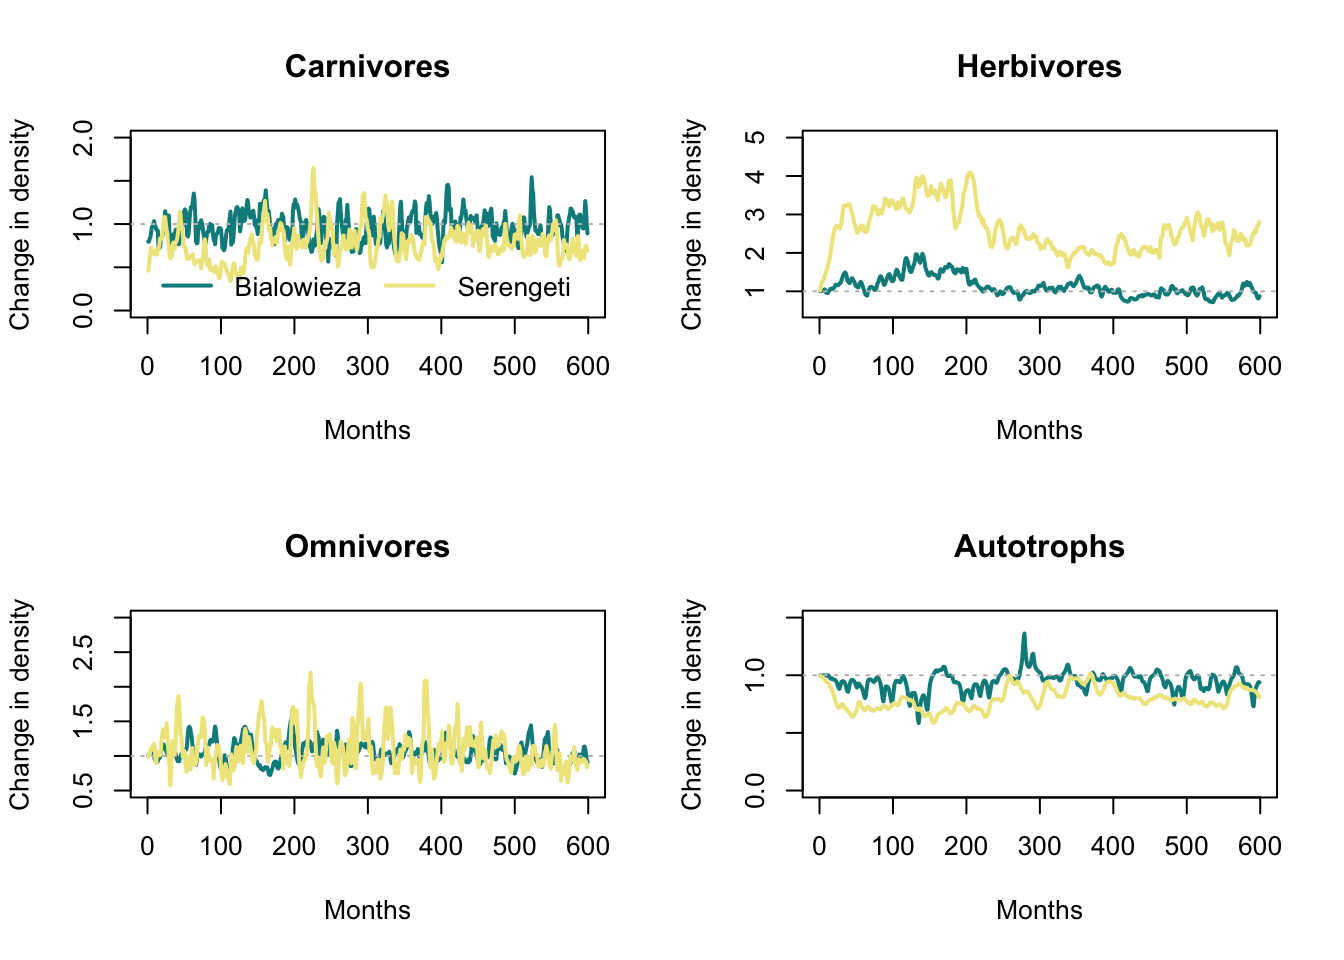 Carnivores
Change in density
2.0
1.0
0.0
Bialowieza Serengeti
0 100 200 300 400 500 600
Months
Herbivores
Change in density
5
4
3
2
1
0 100 200 300 400 500 600
Months
Omnivores
Change in density
2.5
1.5
0.5
0 100 200 300 400 500 600
Months
Autotrophs
Change in density
1.0
0.0
0 100 200 300 400 500 600
Months